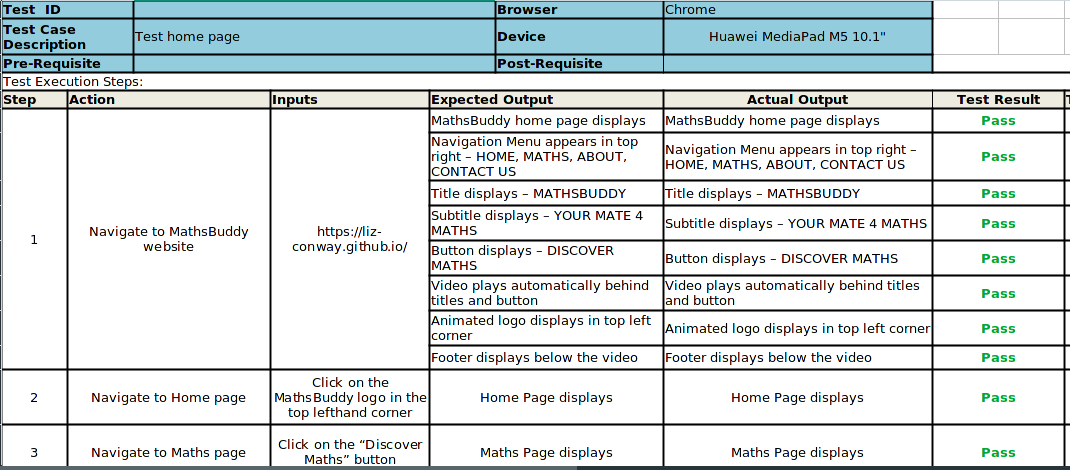 Test ID
Browser
Chrome
Test Case
Description
Test home page
Device
Huawei MediaPad M5 10.1"
Pre-Requisite
Post-Requisite
Test Execution Steps:
Step
Action
Inputs
Expected Output
Actual Output
Test Result
1
Navigate to MathsBuddy
website
https://liz-
conway.github.io/
MathsBuddy home page displays
MathsBuddy home page displays
Pass
Navigation Menu appears in top
right – HOME, MATHS, ABOUT,
CONTACT US
Navigation Menu appears in top right –
HOME, MATHS, ABOUT, CONTACT US
Pass
Title displays – MATHSBUDDY
Title displays – MATHSBUDDY
Pass
Subtitle displays – YOUR MATE 4
MATHS
Subtitle displays – YOUR MATE 4 MATHS
Pass
Button displays – DISCOVER
MATHS
Button displays – DISCOVER MATHS
Pass
Video plays automatically behind
titles and button
Video plays automatically behind titles
and button
Pass
Animated logo displays in top left
corner
Animated logo displays in top left corner
Pass
Footer displays below the video
Footer displays below the video
Pass
2
Navigate to Home page
Click on the
MathsBuddy logo in the
top lefthand corner
Home Page displays
Home Page displays
Pass
3
Navigate to Maths page
Click on the “Discover
Maths” button
Maths Page displays
Maths Page displays
Pass